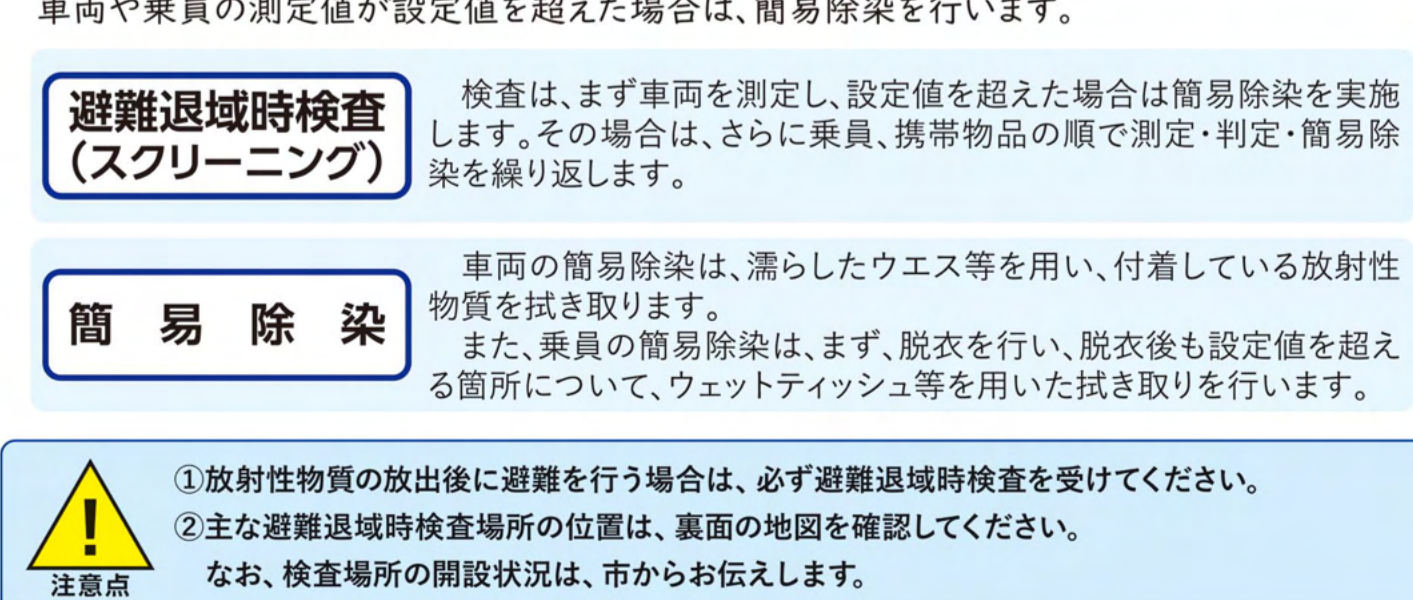 車両や乗員の測定値が設定値を超えた場合は、簡易除染を行います。
避難退域時検査
（スクリーニング）
　検査は、まず車両を測定し、設定値を超えた場合は簡易除染を実施
します。その場合は、さらに乗員、携帯物品の順で測定・判定・簡易除
染を繰り返します。
簡易除染
　車両の簡易除染は、濡らしたウエス等を用い、付着している放射性
物質を拭き取ります。
　また、乗員の簡易除染は、まず、脱衣を行い、脱衣後も設定値を超え
る箇所について、ウェットティッシュ等を用いた拭き取りを行います。
①放射性物質の放出後に避難を行う場合は、必ず避難退域時検査を受けてください。
②主な避難退域時検査場所の位置は、裏面の地図を確認してください。
なお、検査場所の開設状況は、市からお伝えします。
!
注意点